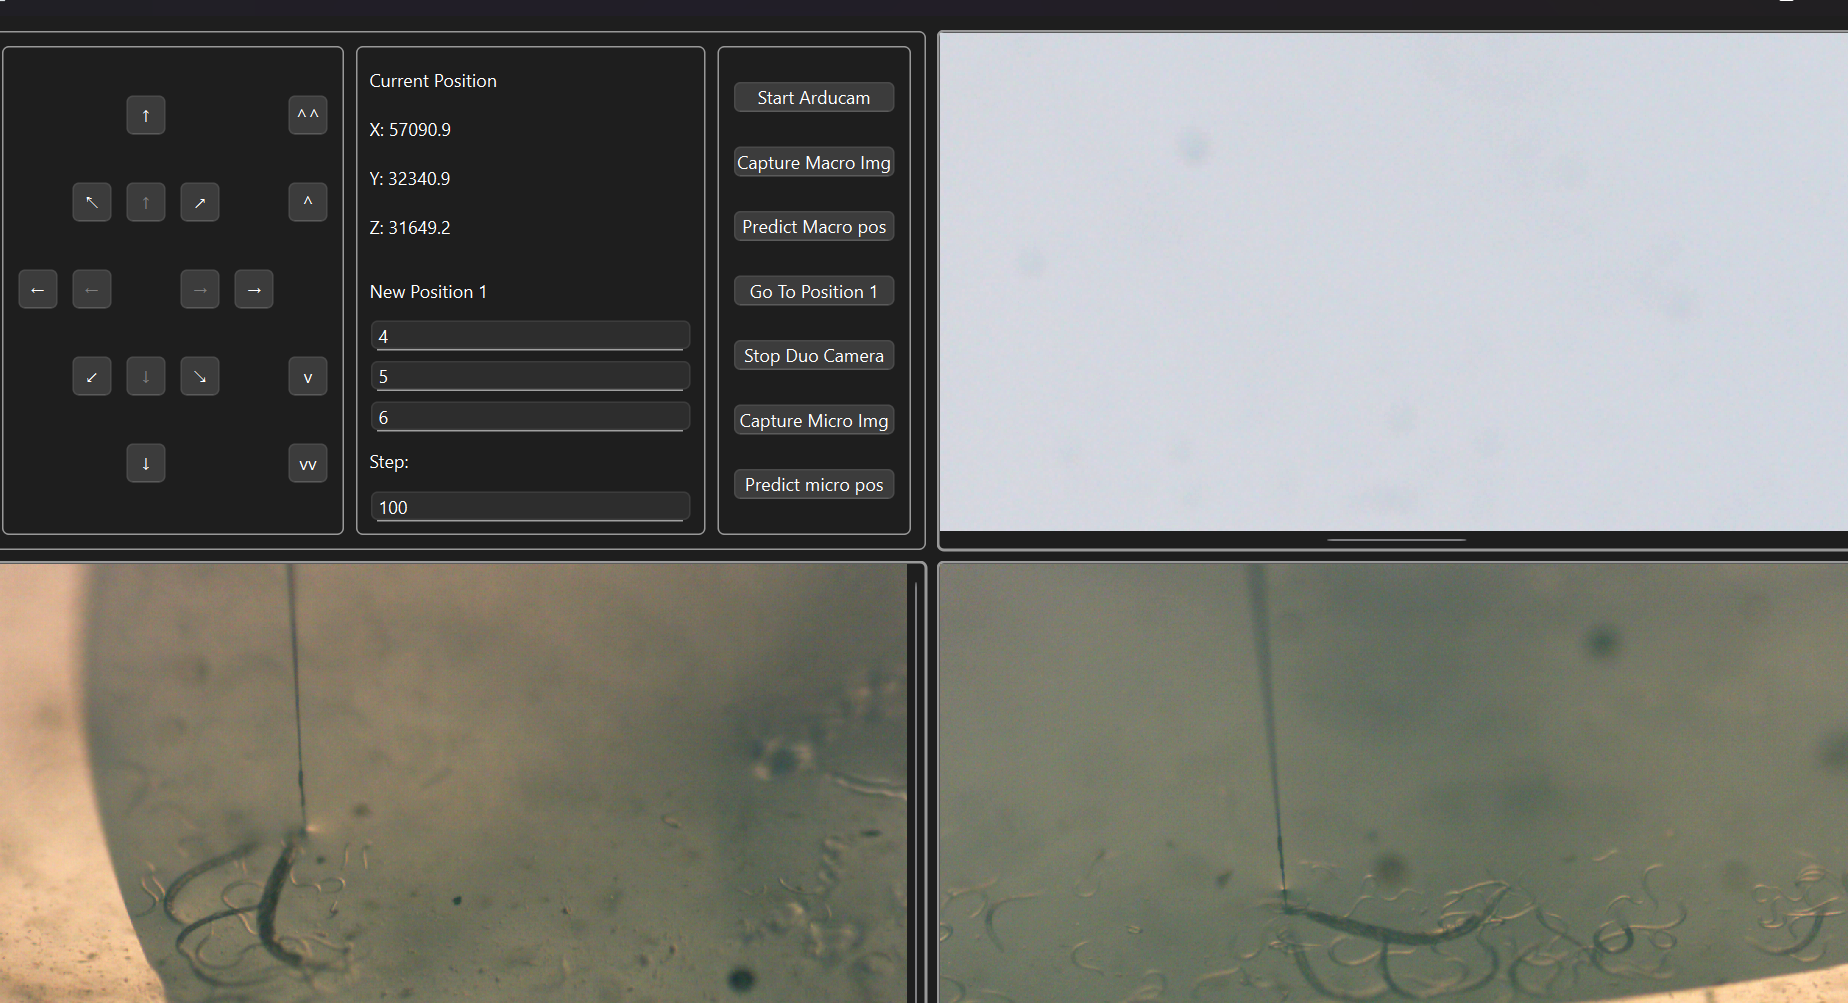 ↑
^^
↖ ↑ ↗
^
← ← → →
↙ ↓ ↘
v
↓
vv
Current Position
X: 57090.9
Y: 32340.9
Z: 31649.2
New Position 1
4
5
6
Step:
100
Start Arducam
Capture Macro Img
Predict Macro pos
Go To Position 1
Stop Duo Camera
Capture Micro Img
Predict micro pos